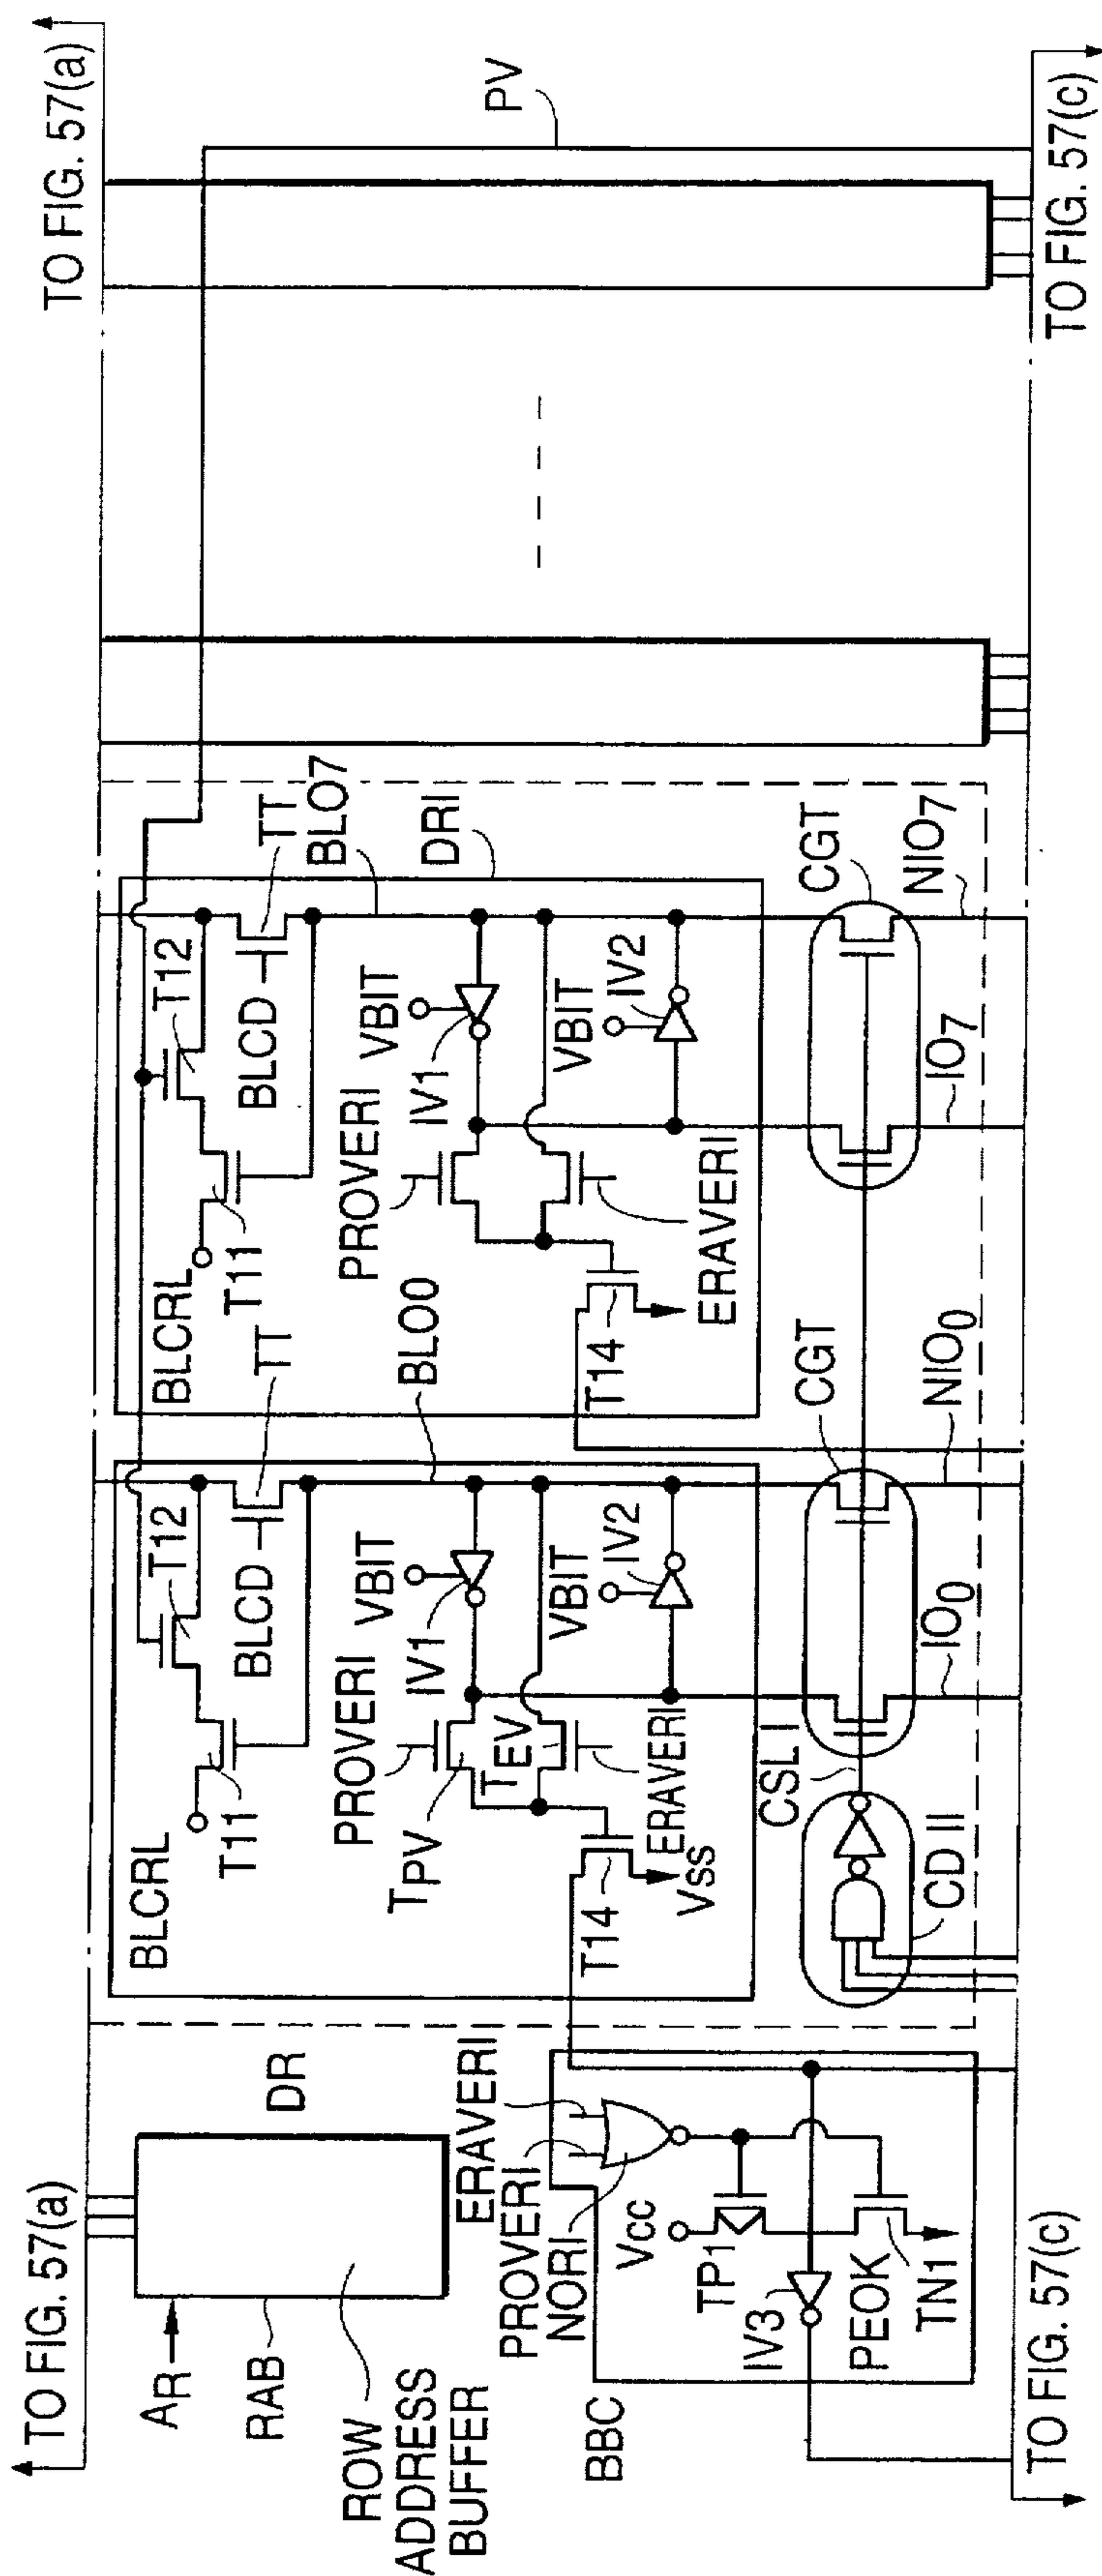 TO FIG. 57(a)
TO FIG. 57(a)
AR
RAB
ROW
ADDRESS
BUFFER
DR
BBC
ERAVERI
PROVERI
NORI
Vcc
TP1
IV3
PEOK
TN1
BLCRL
T11
T12
BLCD
TT
BLO0
PROVERI
VBIT
IV1
TPV
TEV
VBIT
IV2
ERAVERI
T14
Vss
CSL I
CD II
CGT
IO0
NIO0
BLCRL
T11
T12
BLCD
TT
BLO7
DRI
PROVERI
VBIT
IV1
VBIT
IV2
T14
ERAVERI
CGT
IO7
NIO7
PV
TO FIG. 57(c)
TO FIG. 57(c)